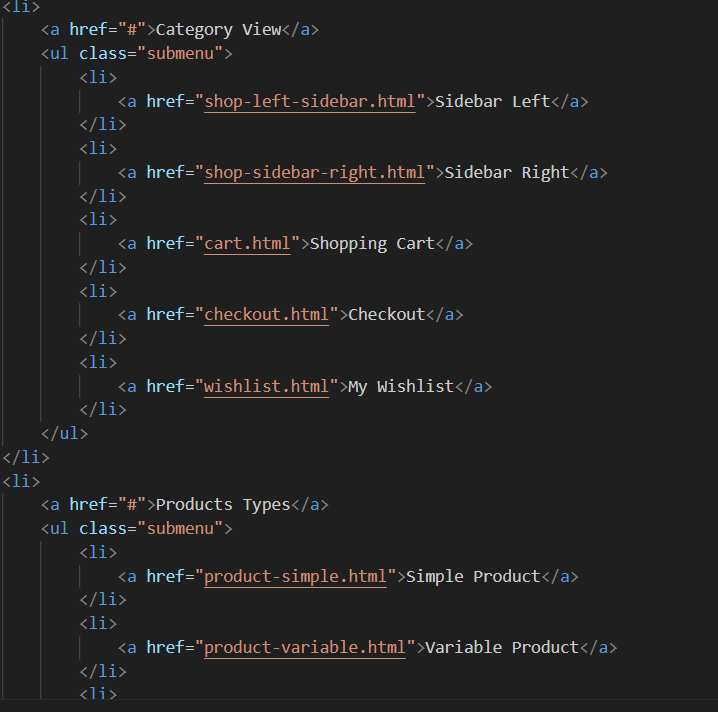 <li>
<a href="#">Category View</a>
<ul class="submenu">
<li>
<a href="shop-left-sidebar.html">Sidebar Left</a>
</li>
<li>
<a href="shop-sidebar-right.html">Sidebar Right</a>
</li>
<li>
<a href="cart.html">Shopping Cart</a>
</li>
<li>
<a href="checkout.html">Checkout</a>
</li>
<li>
<a href="wishlist.html">My Wishlist</a>
</li>
</ul>
</li>
<li>
<a href="#">Products Types</a>
<ul class="submenu">
<li>
<a href="product-simple.html">Simple Product</a>
</li>
<li>
<a href="product-variable.html">Variable Product</a>
</li>
<li>